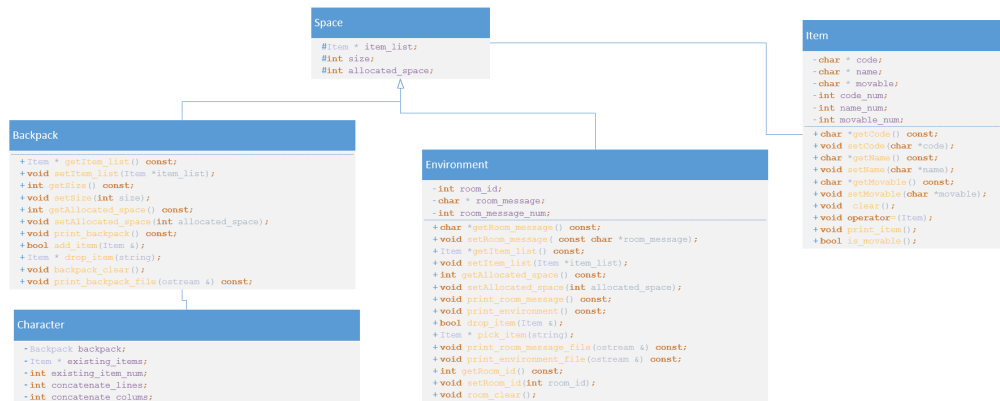 Space
#Item * item_list;
#int size;
#int allocated_space;
Item
-char * code;
-char * name;
-char * movable;
-int code_num;
-int name_num;
-int movable_num;
+char *getCode() const;
+void setCode(char *code);
+char *getName() const;
+void setName(char *name);
+char *getMovable() const;
+void setMovable(char *movable);
+void clear();
+void operator=(Item);
+void print_item();
+bool is_movable();
Backpack
+Item * getItem_list() const;
+void setItem_list(Item *item_list);
+int getSize() const;
+void setSize(int size);
+int getAllocated_space() const;
+void setAllocated_space(int allocated_space);
+void print_backpack() const;
+bool add_item(Item &);
+Item * drop_item(string);
+void backpack_clear();
+void print_backpack_file(ostream &) const;
Environment
-int room_id;
-char * room_message;
-int room_message_num;
+char *getRoom_message() const;
+void setRoom_message( const char *room_message);
+Item *getItem_list() const;
+void setItem_list(Item *item_list);
+int getAllocated_space() const;
+void setAllocated_space(int allocated_space);
+void print_room_message() const;
+void print_environment() const;
+bool drop_item(Item &);
+Item * pick_item(string);
+void print_room_message_file(ostream &) const;
+void print_environment_file(ostream &) const;
+int getRoom_id() const;
+void setRoom_id(int room_id);
+void room_clear();
Character
-Backpack backpack;
-Item * existing_items;
-int existing_item_num;
-int concatenate_lines;
-int concatenate_colums;